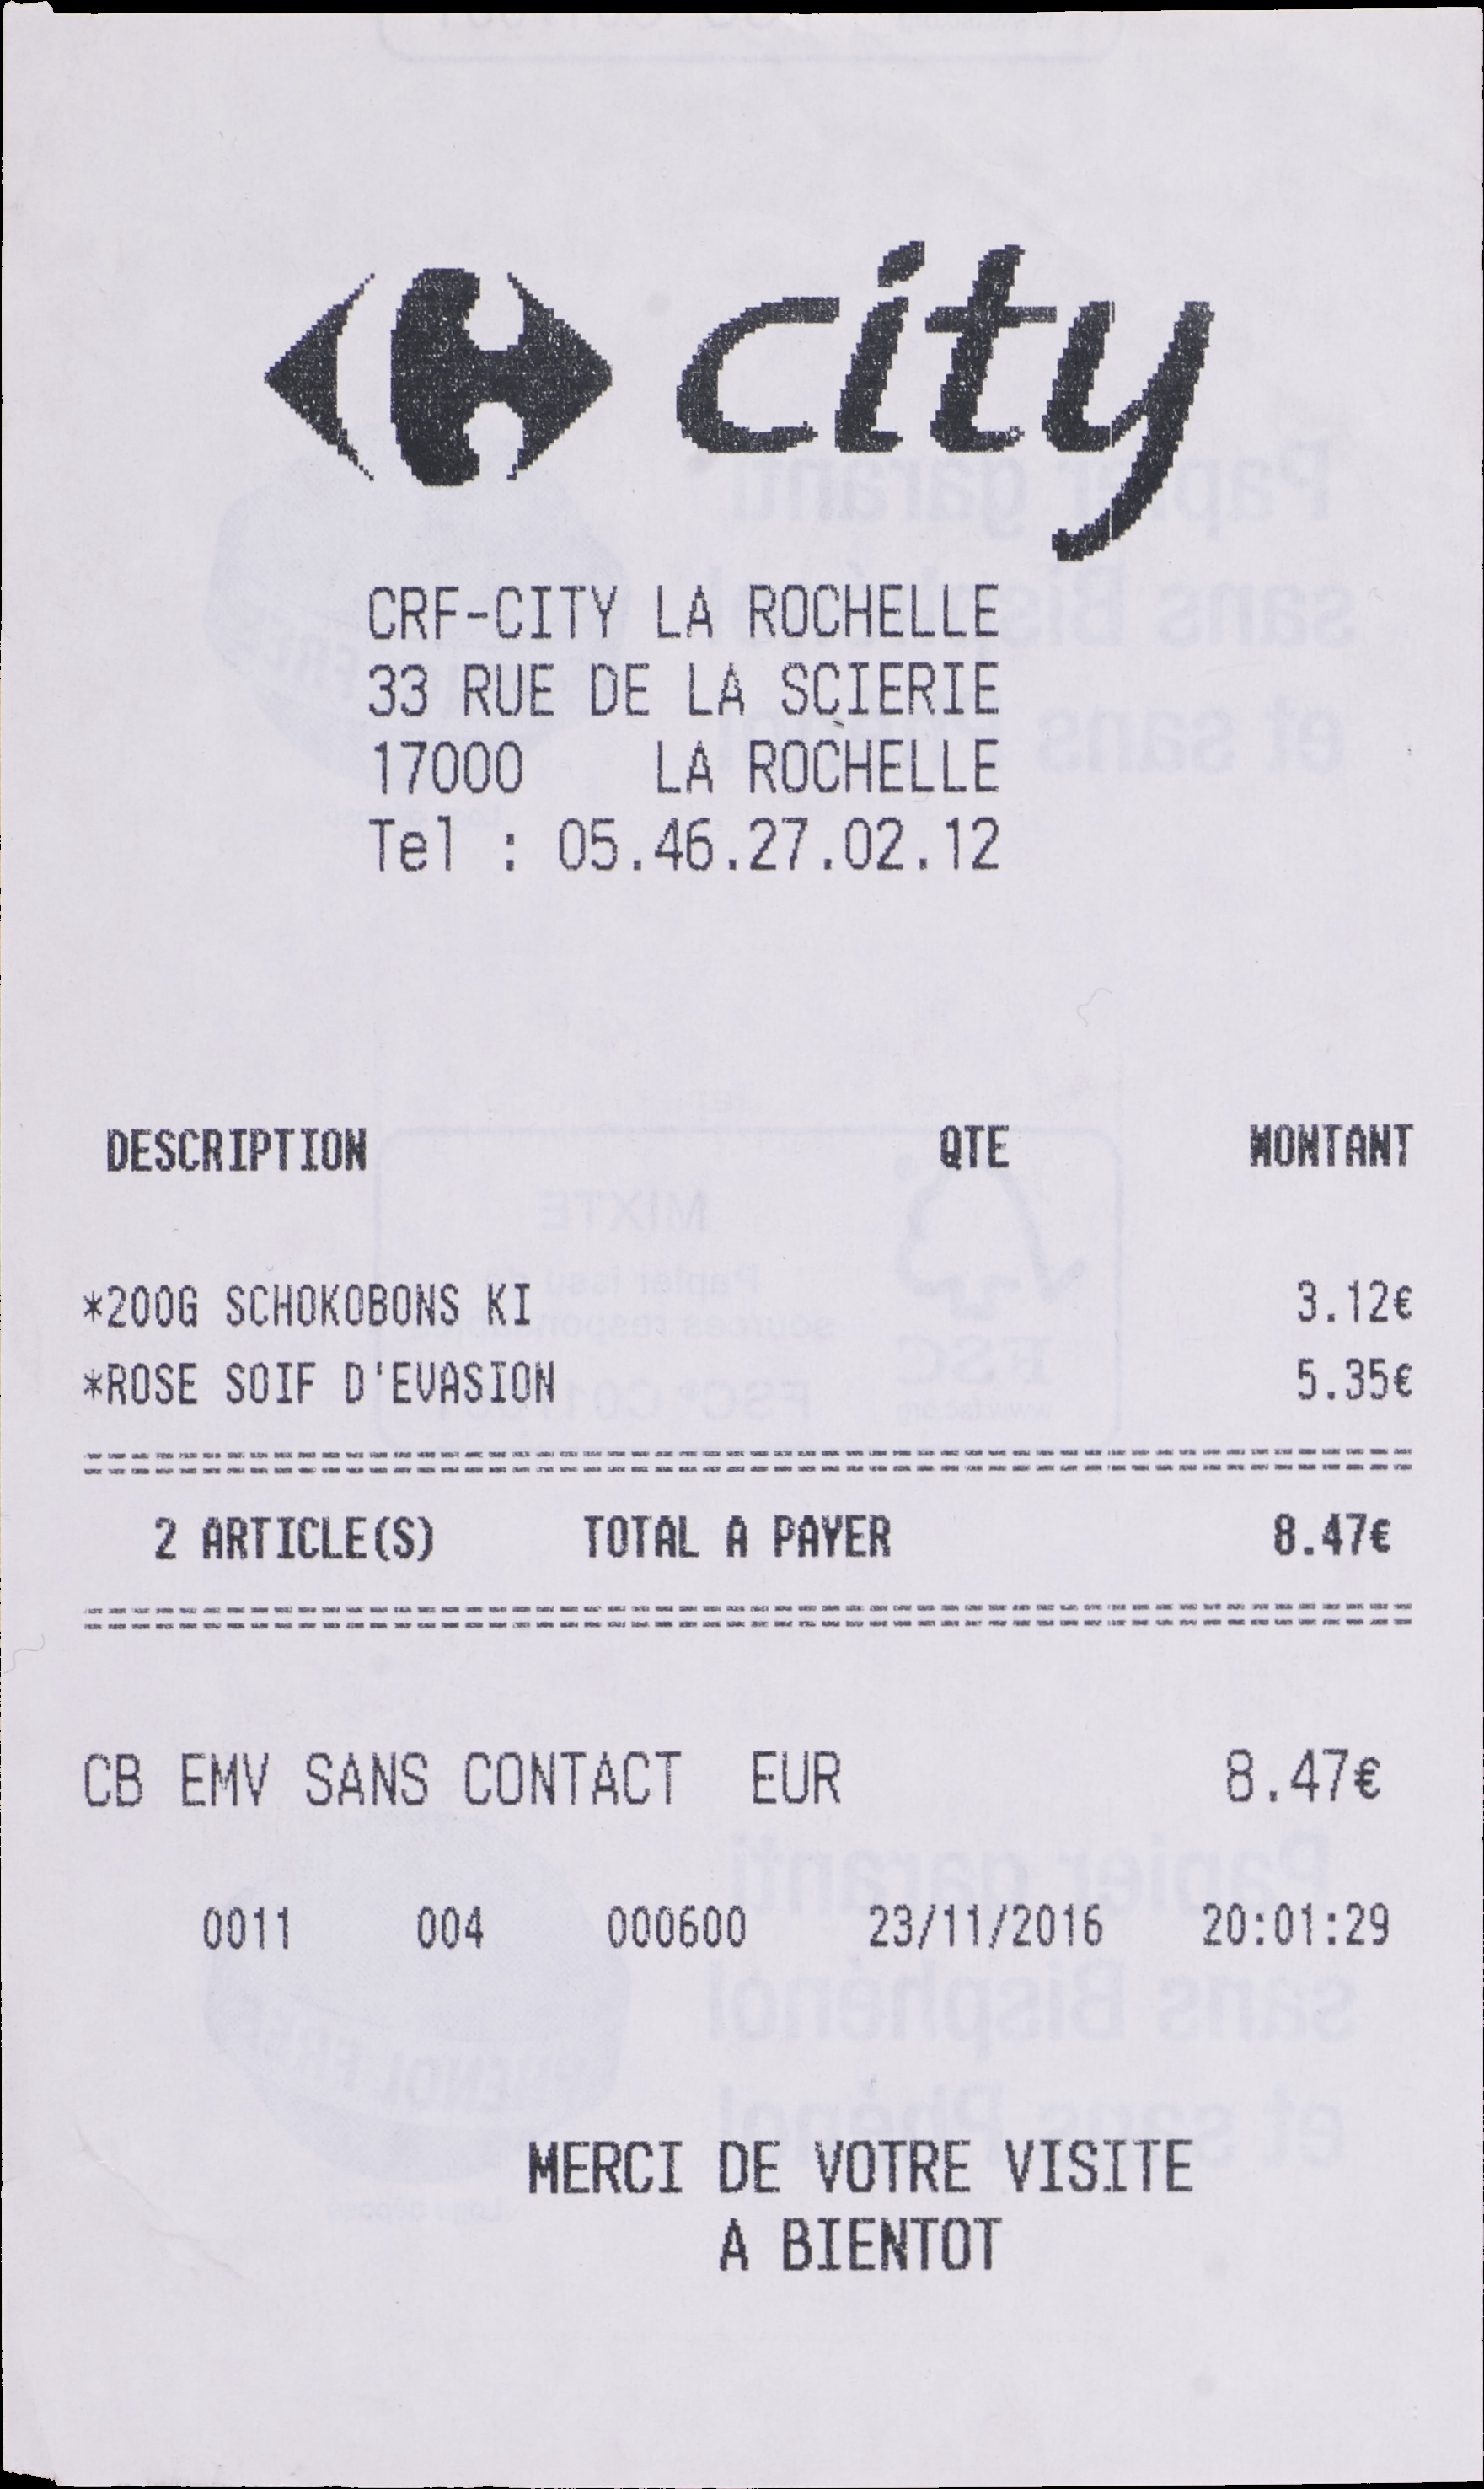 city
CRF-CITY LA ROCHELLE
33 RUE DE LA SCIERIE
17000 LA ROCHELLE
Tel : 05.46.27.02.12
DESCRIPTION QTE MONTANT
*200G SCHOKOBONS KI 3.12€
*ROSE SOIF D'EVASION 5.35€
2 ARTICLE(S) TOTAL A PAYER 8.47€
CB EMV SANS CONTACT EUR 8.47€
0011 004 000600 23/11/2016 20:01:29
MERCI DE VOTRE VISITE
A BIENTOT